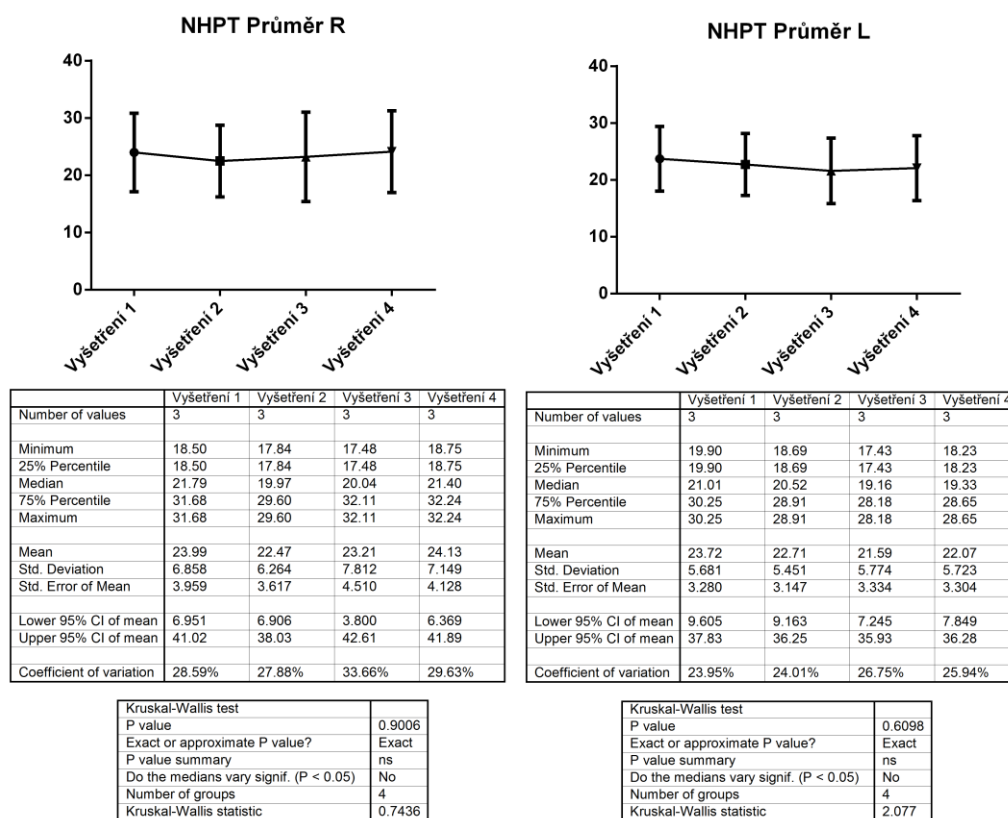 NHPT Průměr R
40
30
20
10
0
Vyšetření 1
Vyšetření 2
Vyšetření 3
Vyšetření 4
Vyšetření 1 Vyšetření 2 Vyšetření 3 Vyšetření 4
Number of values 3 3 3 3
Minimum 18.50 17.84 17.48 18.75
25% Percentile 18.50 17.84 17.48 18.75
Median 21.79 19.97 20.04 21.40
75% Percentile 31.68 29.60 32.11 32.24
Maximum 31.68 29.60 32.11 32.24
Mean 23.99 22.47 23.21 24.13
Std. Deviation 6.858 6.264 7.812 7.149
Std. Error of Mean 3.959 3.617 4.510 4.128
Lower 95% CI of mean 6.951 6.906 3.800 6.369
Upper 95% CI of mean 41.02 38.03 42.61 41.89
Coefficient of variation 28.59% 27.88% 33.66% 29.63%
Kruskal-Wallis test
P value 0.9006
Exact or approximate P value? Exact
P value summary ns
Do the medians vary signif. (P < 0.05) No
Number of groups 4
Kruskal-Wallis statistic 0.7436
NHPT Průměr L
40
30
20
10
0
Vyšetření 1
Vyšetření 2
Vyšetření 3
Vyšetření 4
Vyšetření 1 Vyšetření 2 Vyšetření 3 Vyšetření 4
Number of values 3 3 3 3
Minimum 19.90 18.69 17.43 18.23
25% Percentile 19.90 18.69 17.43 18.23
Median 21.01 20.52 19.16 19.33
75% Percentile 30.25 28.91 28.18 28.65
Maximum 30.25 28.91 28.18 28.65
Mean 23.72 22.71 21.59 22.07
Std. Deviation 5.681 5.451 5.774 5.723
Std. Error of Mean 3.280 3.147 3.334 3.304
Lower 95% CI of mean 9.605 9.163 7.245 7.849
Upper 95% CI of mean 37.83 36.25 35.93 36.28
Coefficient of variation 23.95% 24.01% 26.75% 25.94%
Kruskal-Wallis test
P value 0.6098
Exact or approximate P value? Exact
P value summary ns
Do the medians vary signif. (P < 0.05) No
Number of groups 4
Kruskal-Wallis statistic 2.077